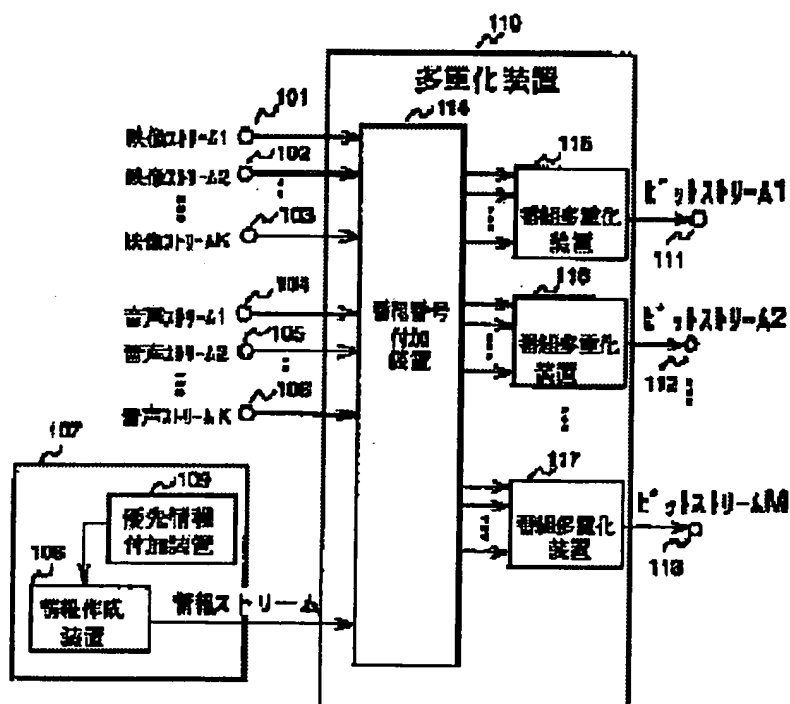 110
多重化装置
101
114
映像ストリーム1
102
映像ストリーム2
103
映像ストリームK
115
番組多重化
装置
ビットストリーム1
111
104
音声ストリーム1
105
音声ストリーム2
106
音声ストリームK
番組番号
付加
装置
116
番組多重化
装置
ビットストリーム2
112
107
109
優先情報
付加装置
108
情報作成
装置
情報ストリーム
117
番組多重化
装置
ビットストリームM
113